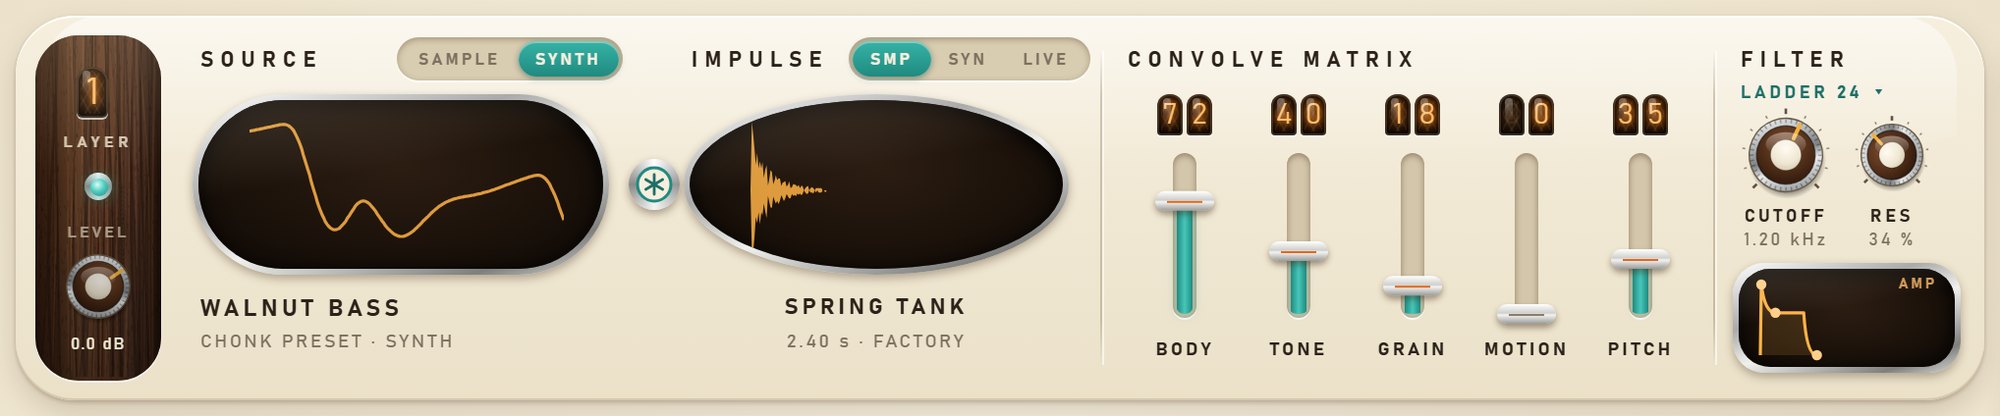 1
LAYER
LEVEL
0.0 dB
SOURCE
SAMPLE SYNTH
WALNUT BASS
CHONK PRESET · SYNTH
IMPULSE
SMP SYN LIVE
SPRING TANK
2.40 s · FACTORY
CONVOLVE MATRIX
72 40 18 0 35
BODY TONE GRAIN MOTION PITCH
FILTER
LADDER 24
CUTOFF RES
1.20 kHz 34 %
AMP